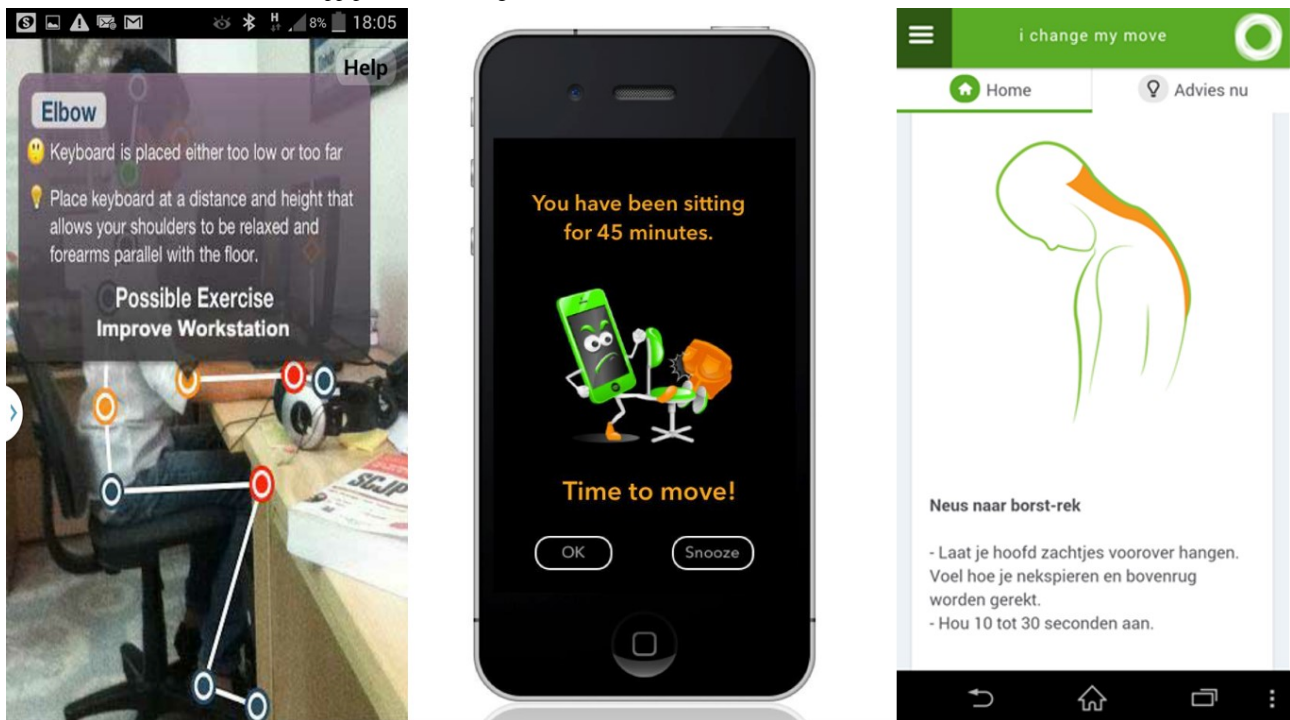 8% 18:05
Help
Elbow
Keyboard is placed either too low or too far
Place keyboard at a distance and height that
allows your shoulders to be relaxed and
forearms parallel with the floor.
Possible Exercise
Improve Workstation
SCJP
You have been sitting
for 45 minutes.
Time to move!
OK
Snooze
i change my move
Home
Advies nu
Neus naar borst-rek
- Laat je hoofd zachtjes voorover hangen.
Voel hoe je nekspieren en bovenrug
worden gerekt.
- Hou 10 tot 30 seconden aan.